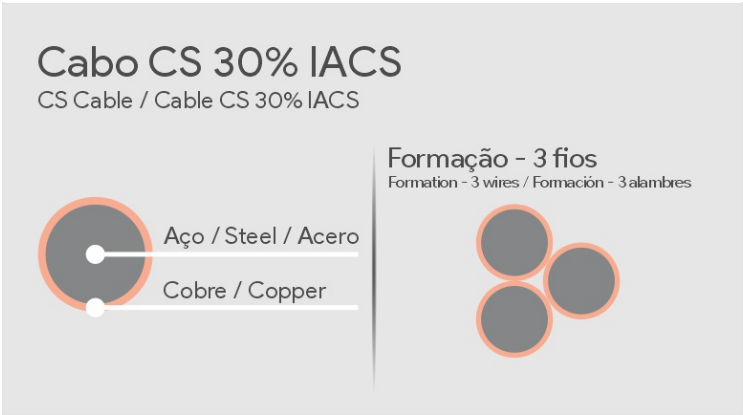 Cabo CS 30% IACS
CS Cable / Cable CS 30% IACS
Aço / Steel / Acero
Cobre / Copper
Formação - 3 fios
Formation - 3 wires / Formación - 3 alambres